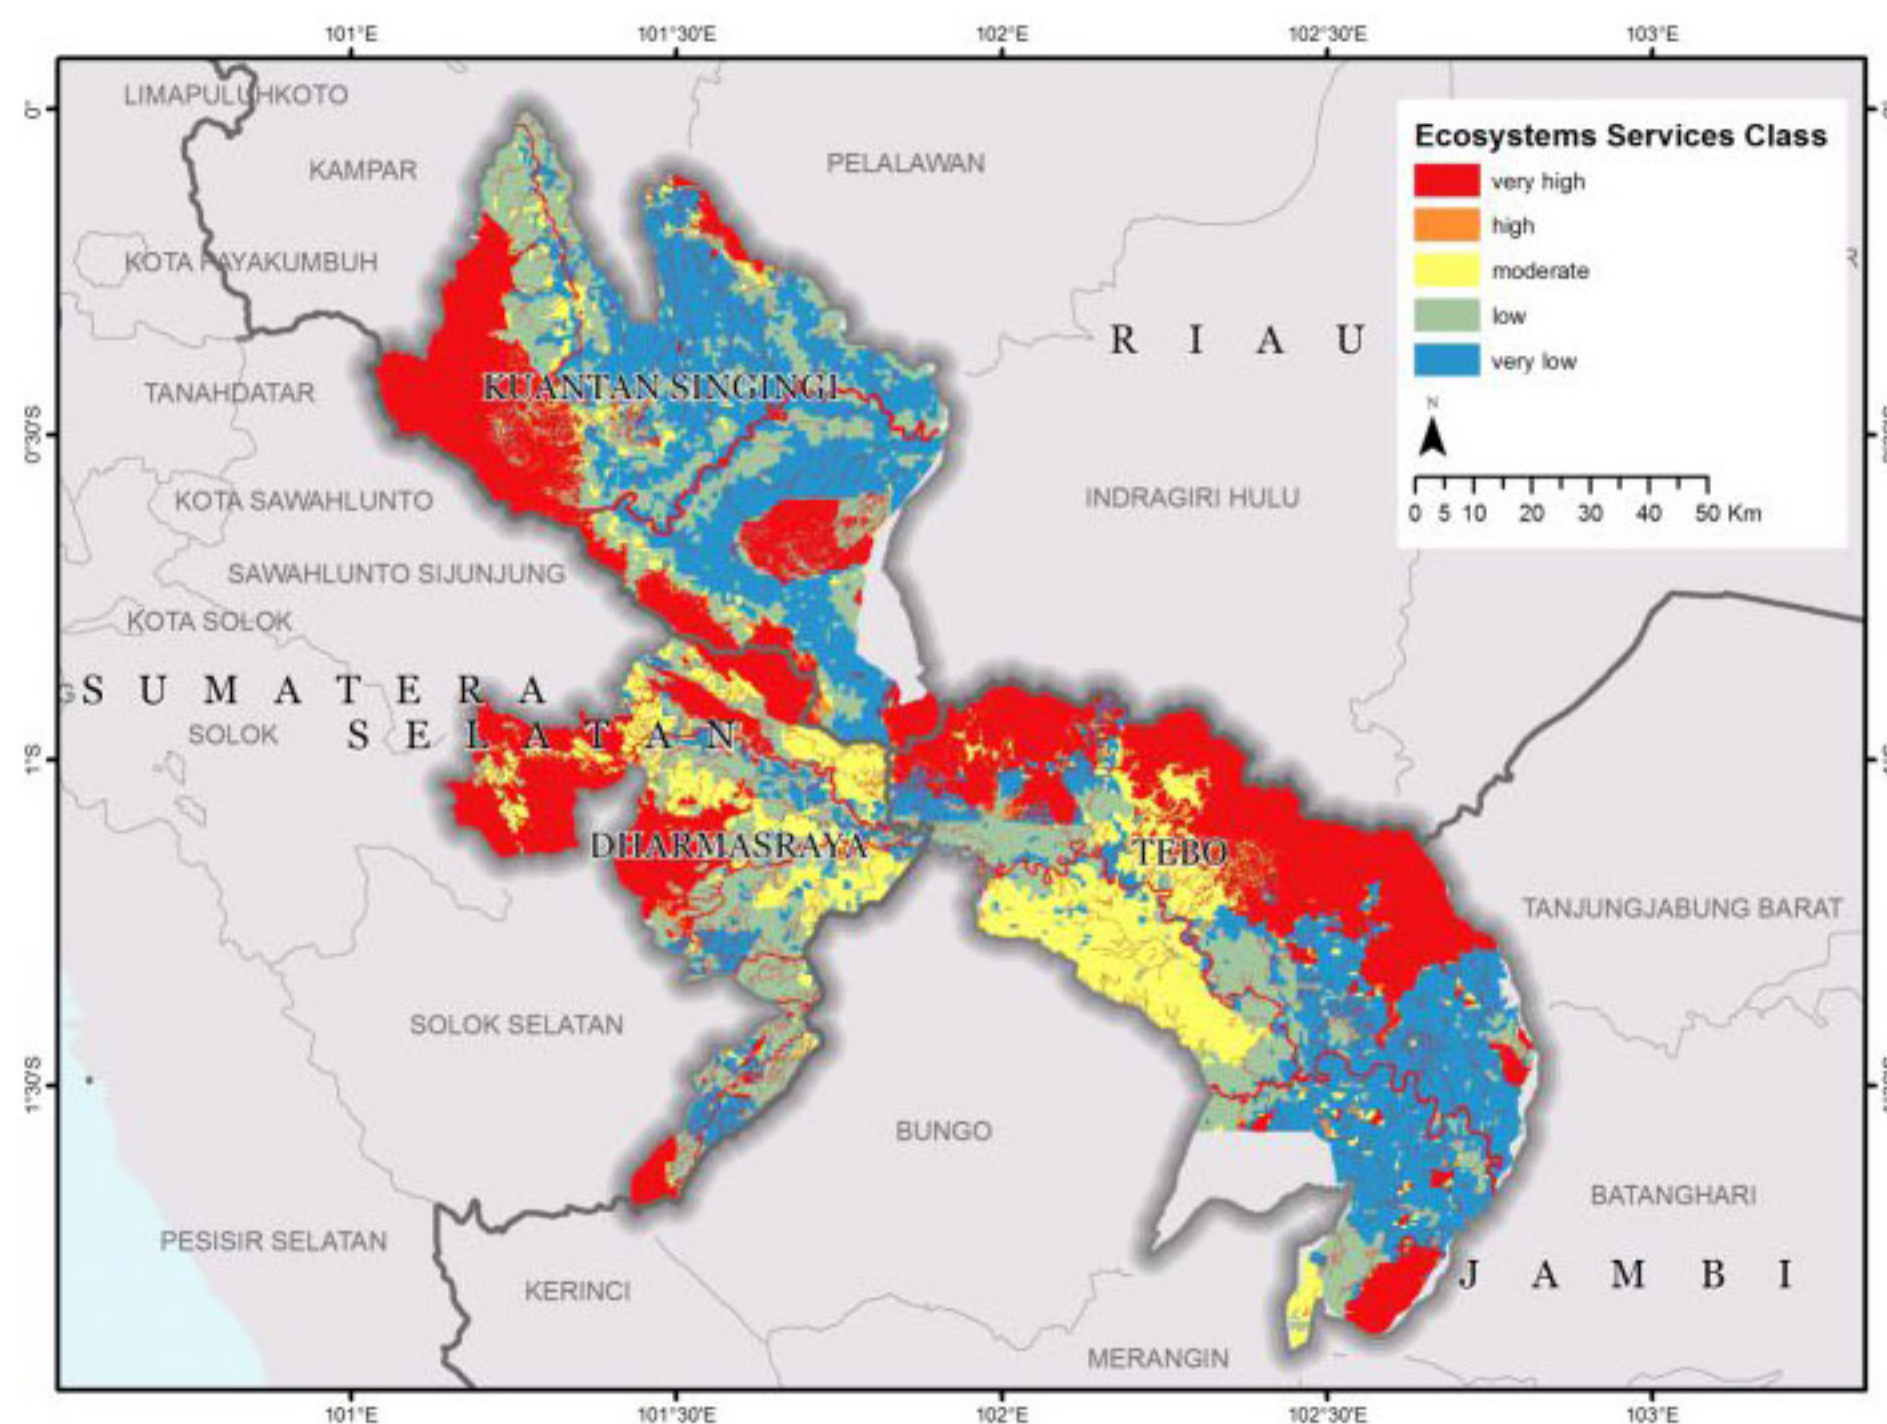 101°E 101°30'E 102°E 102°30'E 103°E
LIMAPULUHKOTO
0°
KAMPAR
PELALAWAN
KOTA PAYAKUMBUH
Ecosystems Services Class
very high
high
moderate
low
very low
N
0 5 10 20 30 40 50 Km
R I A U
TANAHDATAR
KUANTAN SINGINGI
0°30'S
KOTA SAWAHLUNTO
INDRAGIRI HULU
SAWAHLUNTO SIJUNJUNG
KOTA SOLOK
S U M A T E R A
S E L A T A N
SOLOK
1°S
DHARMASRAYA
TEBO
TANJUNGJABUNG BARAT
SOLOK SELATAN
1°30'S
BUNGO
BATANGHARI
PESISIR SELATAN
J A M B I
KERINCI
MERANGIN
101°E 101°30'E 102°E 102°30'E 103°E